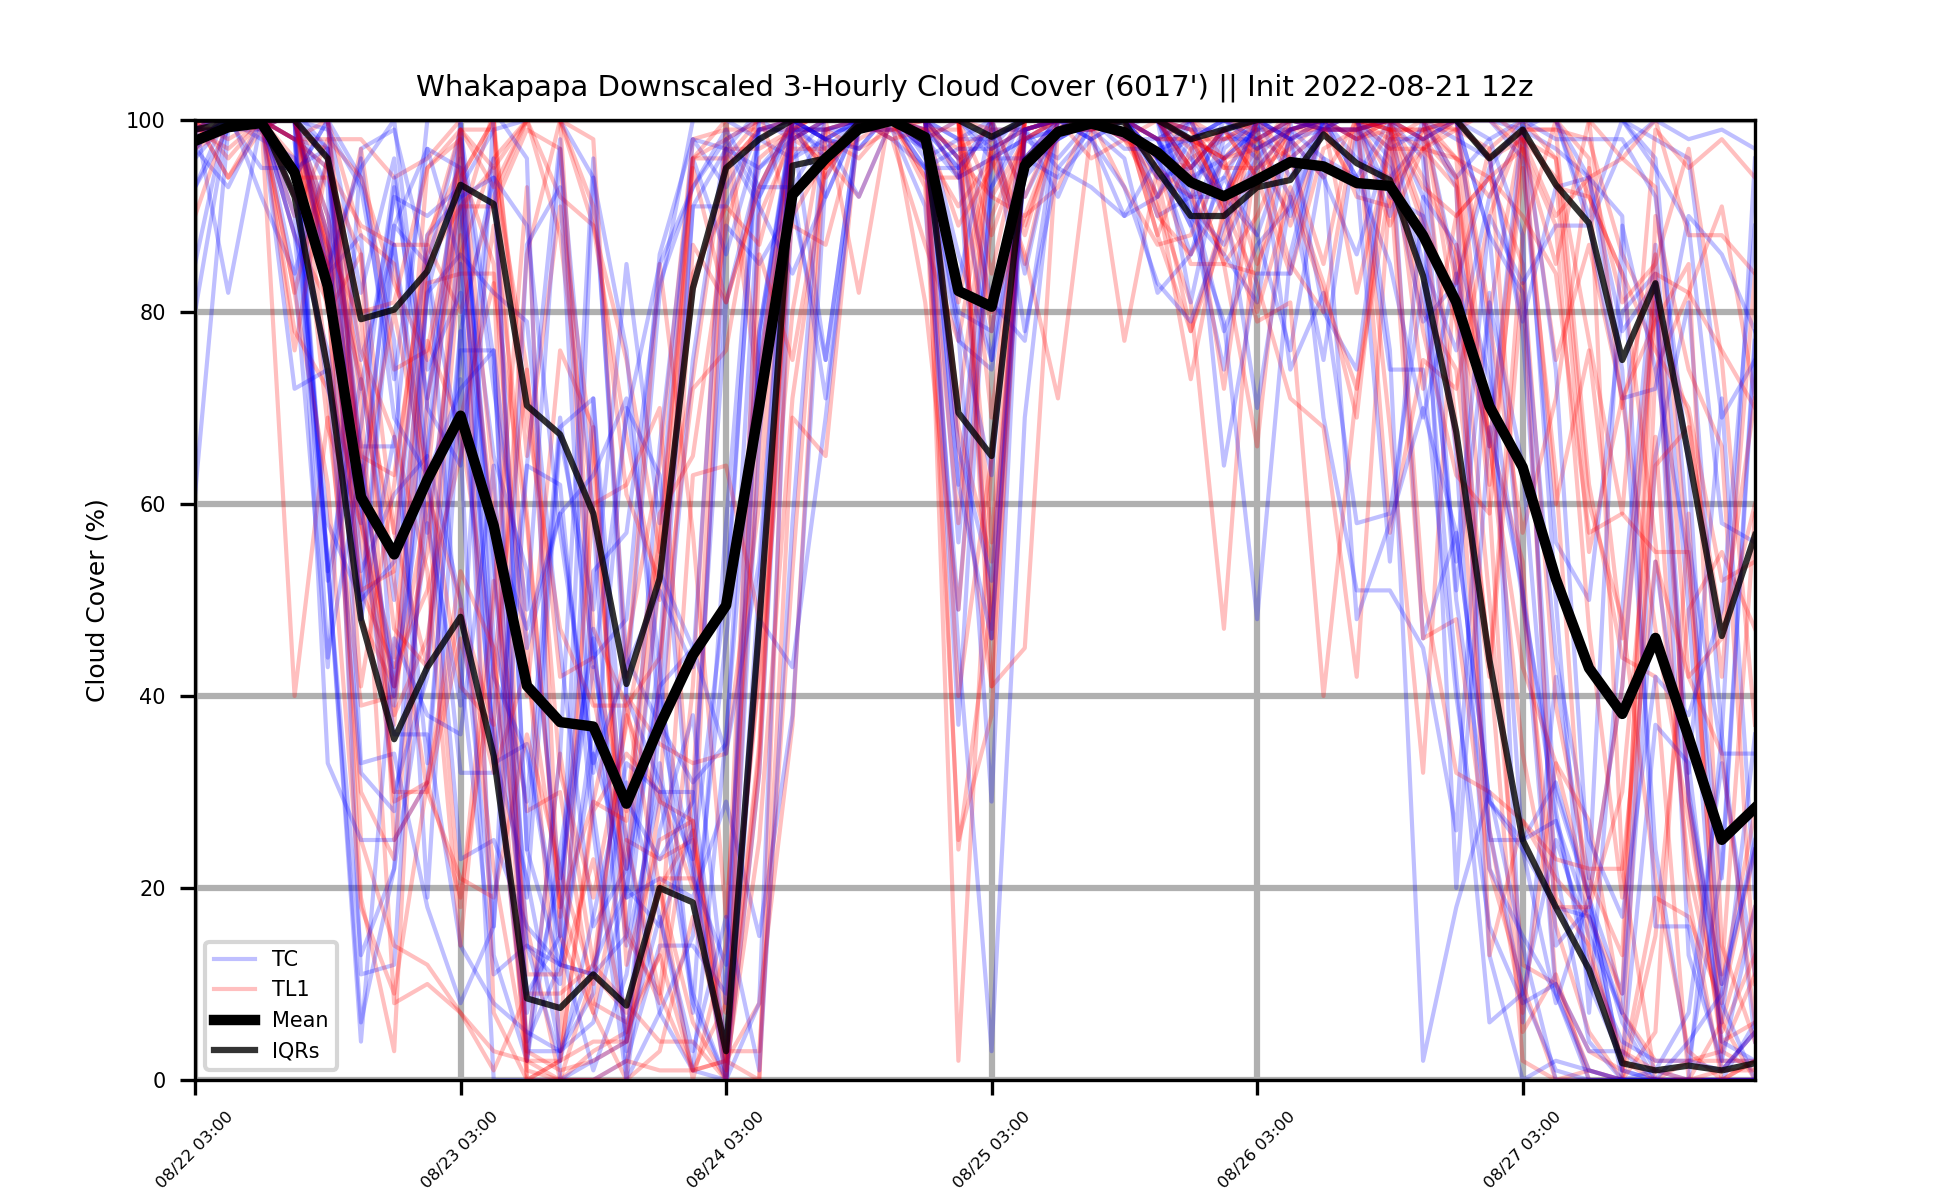 Whakapapa Downscaled 3-Hourly Cloud Cover (6017') || Init 2022-08-21 12z
Cloud Cover (%)
100
80
60
40
20
0
TC
TL1
Mean
IQRs
08/22 03:00
08/23 03:00
08/24 03:00
08/25 03:00
08/26 03:00
08/27 03:00